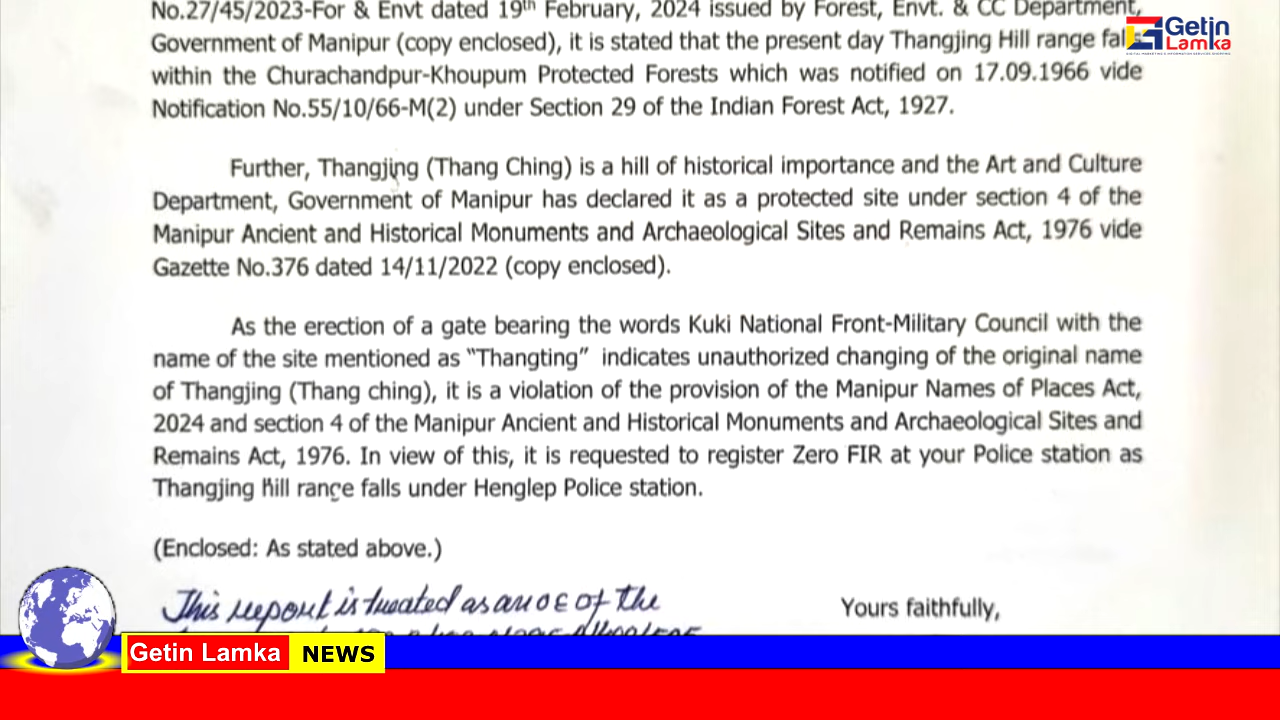 No.27/45/2023-For & Envt dated 19th February, 2024 issued by Forest, Envt. & CC Department,
Government of Manipur (copy enclosed), it is stated that the present day Thangjing Hill range
within the Churachandpur-Khoupum Protected Forests which was notified on 17.09.1966 vide
Notification No.55/10/66-M(2) under Section 29 of the Indian Forest Act, 1927.
Getin
Lamka
Further, Thangjing (Thang Ching) is a hill of historical importance and the Art and Culture
Department, Government of Manipur has declared it as a protected site under section 4 of the
Manipur Ancient and Historical Monuments and Archaeological Sites and Remains Act, 1976 vide
Gazette No.376 dated 14/11/2022 (copy enclosed).
As the erection of a gate bearing the words Kuki National Front-Military Council with the
name of the site mentioned as “Thangting” indicates unauthorized changing of the original name
of Thangjing (Thang ching), it is a violation of the provision of the Manipur Names of Places Act,
2024 and section 4 of the Manipur Ancient and Historical Monuments and Archaeological Sites and
Remains Act, 1976. In view of this, it is requested to register Zero FIR at your Police station as
Thangjing hill range falls under Henglep Police station.
(Enclosed: As stated above.)
This report is treated as an OE of the
Yours faithfully,
Getin Lamka NEWS